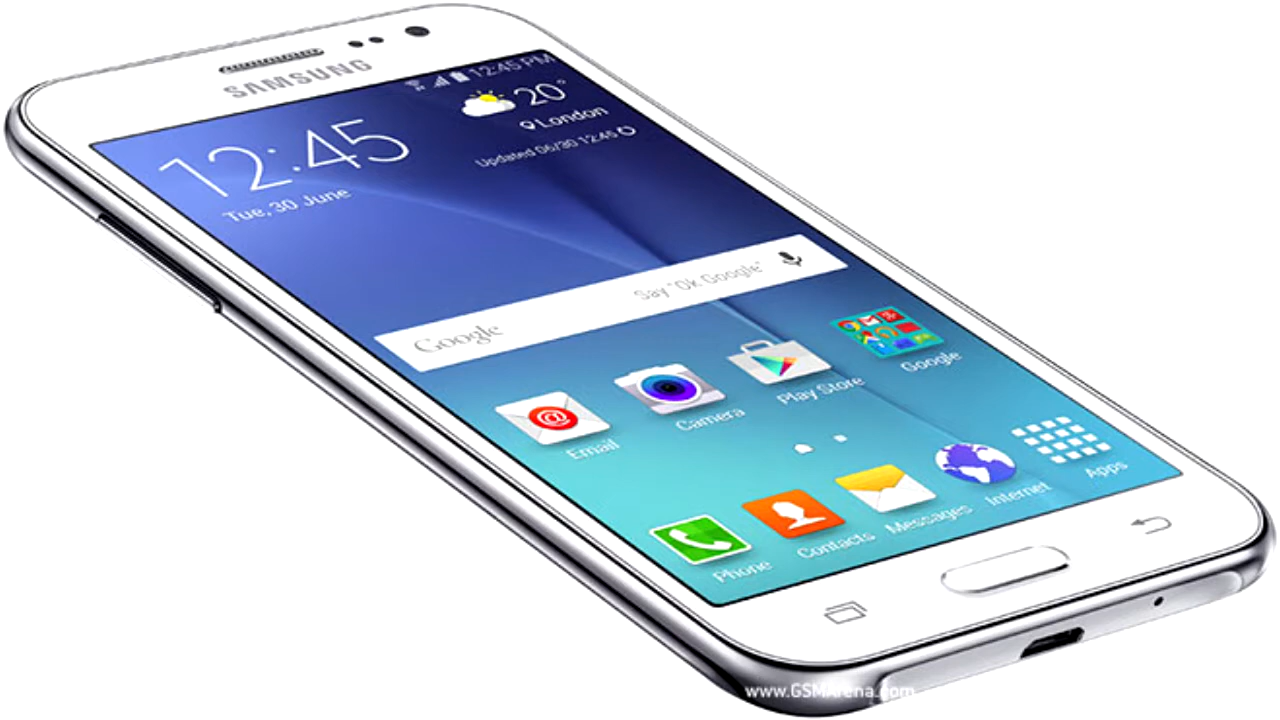 SAMSUNG
12:45 PM
20°
London
Updated 06/30 12:45
12:45
Tue, 30 June
Google
Say "Ok Google"
Email
Camera
Play Store
Google
Phone
Contacts
Messages
Internet
Apps
www.GSMArena.com